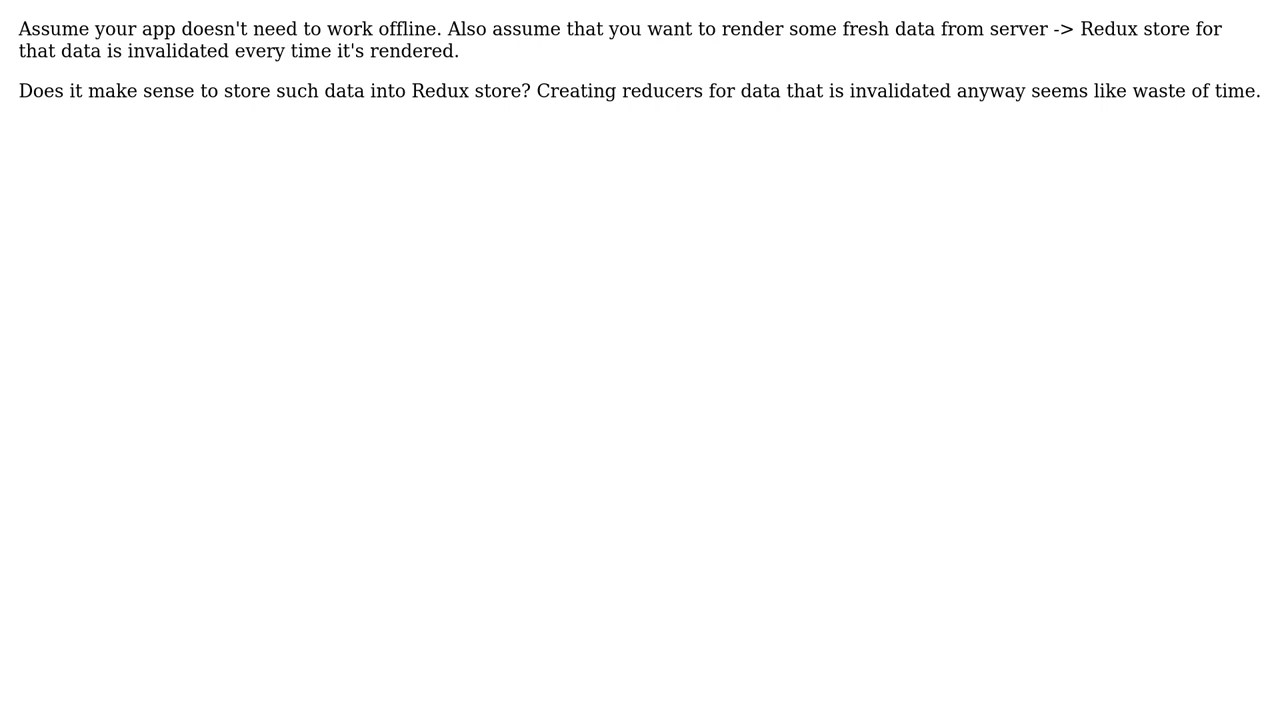 Assume your app doesn't need to work offline. Also assume that you want to render some fresh data from server -> Redux store for
that data is invalidated every time it's rendered.
Does it make sense to store such data into Redux store? Creating reducers for data that is invalidated anyway seems like waste of time.